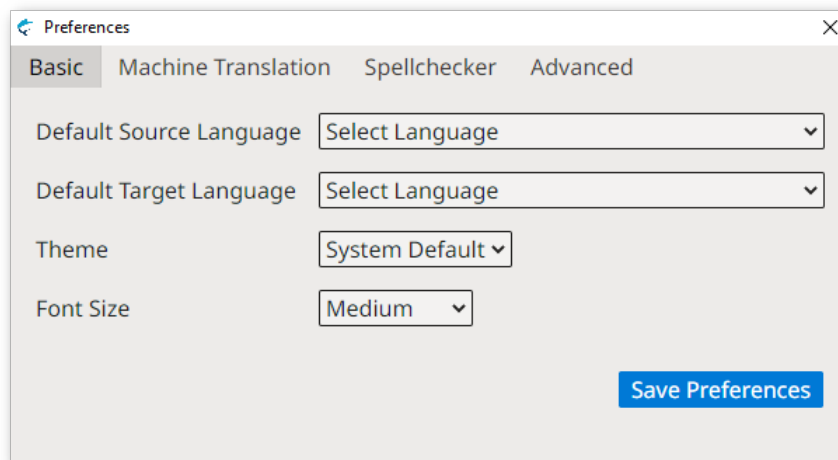 Preferences
Basic Machine Translation Spellchecker Advanced
Default Source Language Select Language
Default Target Language Select Language
Theme System Default
Font Size Medium
Save Preferences